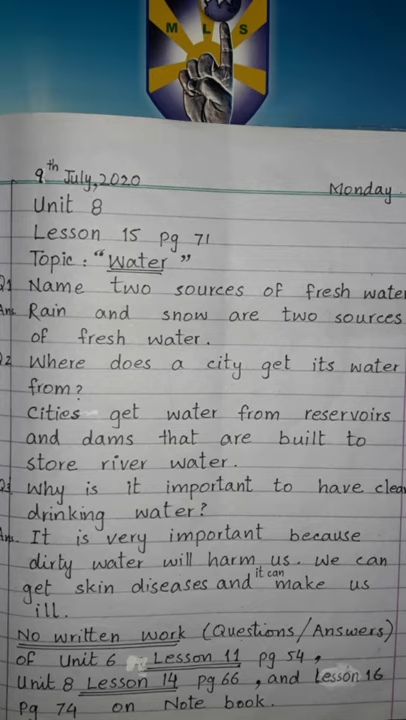 M L S
9th July, 2020 Monday.
Unit 8
Lesson 15 pg 71
Topic : "Water"
Q1 Name two sources of fresh water
Ans. Rain and snow are two sources
of fresh water.
Q2 Where does a city get its water
from?
Cities get water from reservoirs
and dams that are built to
store river water.
Q3 Why is it important to have clean
drinking water?
Ans. It is very important because
dirty water will harm us. We can
get skin diseases and it can make us
ill.
No written work (Questions/Answers)
of Unit 6 Lesson 11 pg 54,
Unit 8 Lesson 14 pg 66, and Lesson 16
Pg 74 on Note book.